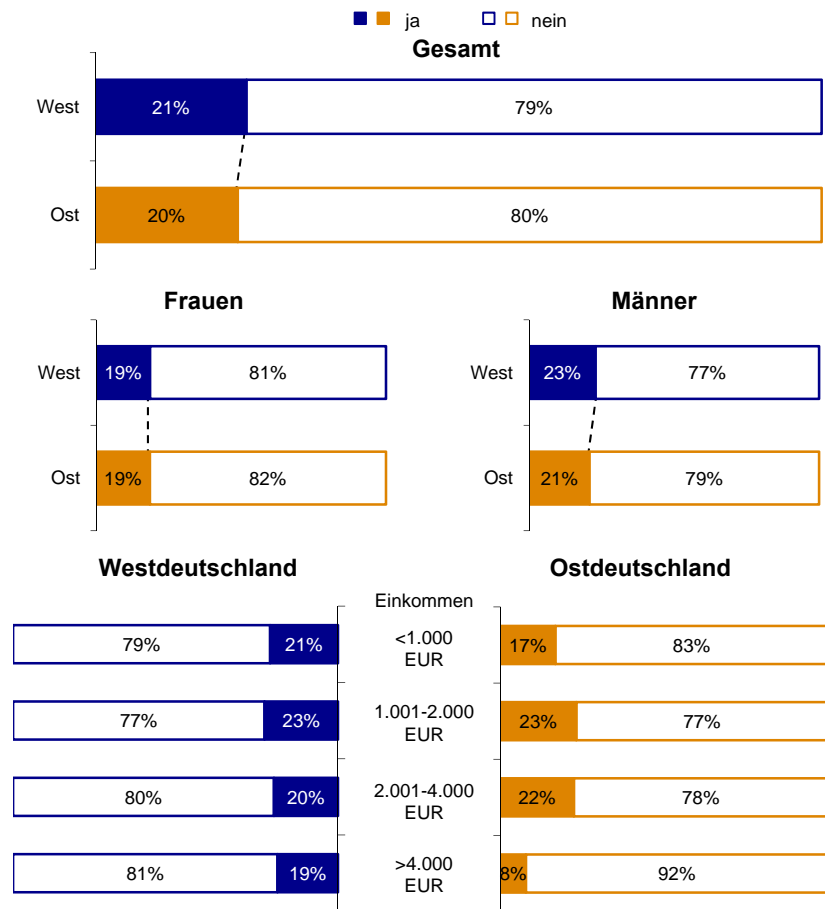 ja nein
Gesamt
West 21% 79%
Ost 20% 80%
Frauen
West 19% 81%
Ost 19% 82%
Männer
West 23% 77%
Ost 21% 79%
Westdeutschland Ostdeutschland
Einkommen
79% 21% <1.000 17% 83%
EUR
77% 23% 1.001-2.000 23% 77%
EUR
80% 20% 2.001-4.000 22% 78%
EUR
81% 19% >4.000 8% 92%
EUR